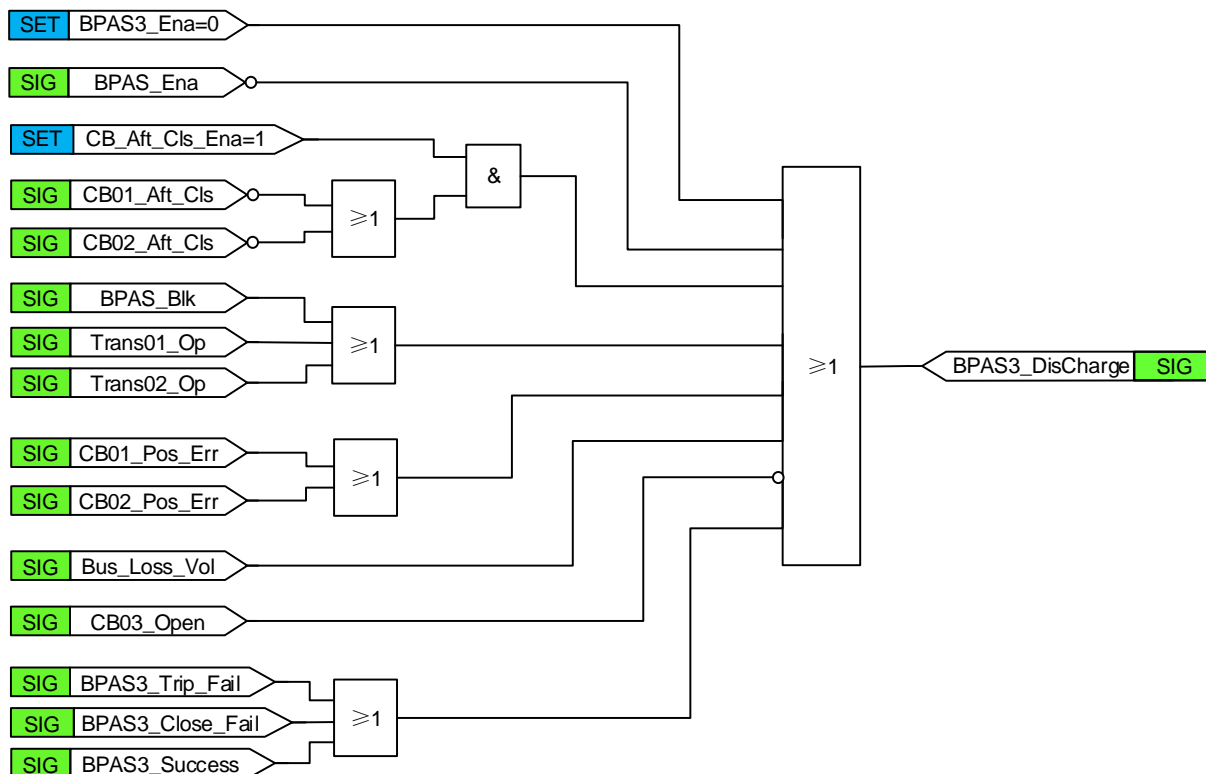 SET BPAS3_Ena=0
SIG BPAS_Ena
SET CB_Aft_Cls_Ena=1
&
SIG CB01_Aft_Cls
≥1
SIG CB02_Aft_Cls
SIG BPAS_Blk
SIG Trans01_Op
≥1
SIG Trans02_Op
≥1
BPAS3_DisCharge SIG
SIG CB01_Pos_Err
≥1
SIG CB02_Pos_Err
SIG Bus_Loss_Vol
SIG CB03_Open
SIG BPAS3_Trip_Fail
SIG BPAS3_Close_Fail
≥1
SIG BPAS3_Success